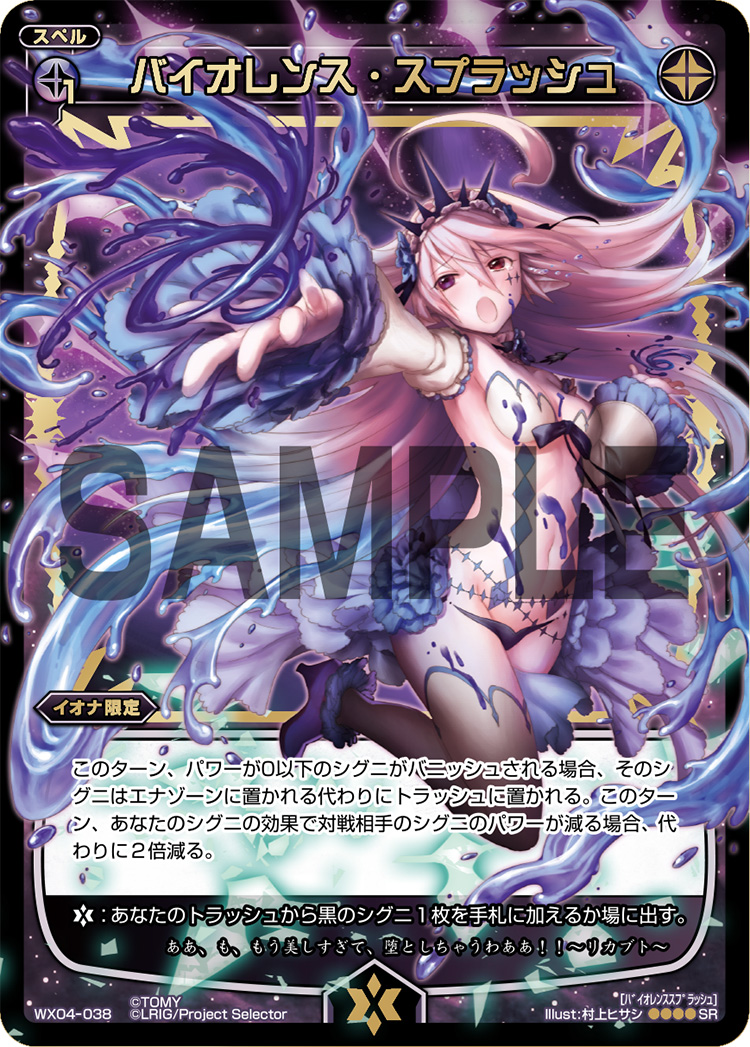 スペル
バイオレンス・スプラッシュ
1
SAMPLE
イオナ限定
このターン、パワーが0以下のシグニがバニッシュされる場合、そのシ
グニはエナゾーンに置かれる代わりにトラッシュに置かれる。このター
ン、あなたのシグニの効果で対戦相手のシグニのパワーが減る場合、代
わりに2倍減る。
:あなたのトラッシュから黒のシグニ1枚を手札に加えるか場に出す。
ああ、も、もう美しすぎて、堕としちゃうわああ!!〜リカブト〜
[バイオレンススプラッシュ]
WX04-038 ©TOMY
©LRIG/Project Selector
Illust:村上ヒサシ SR